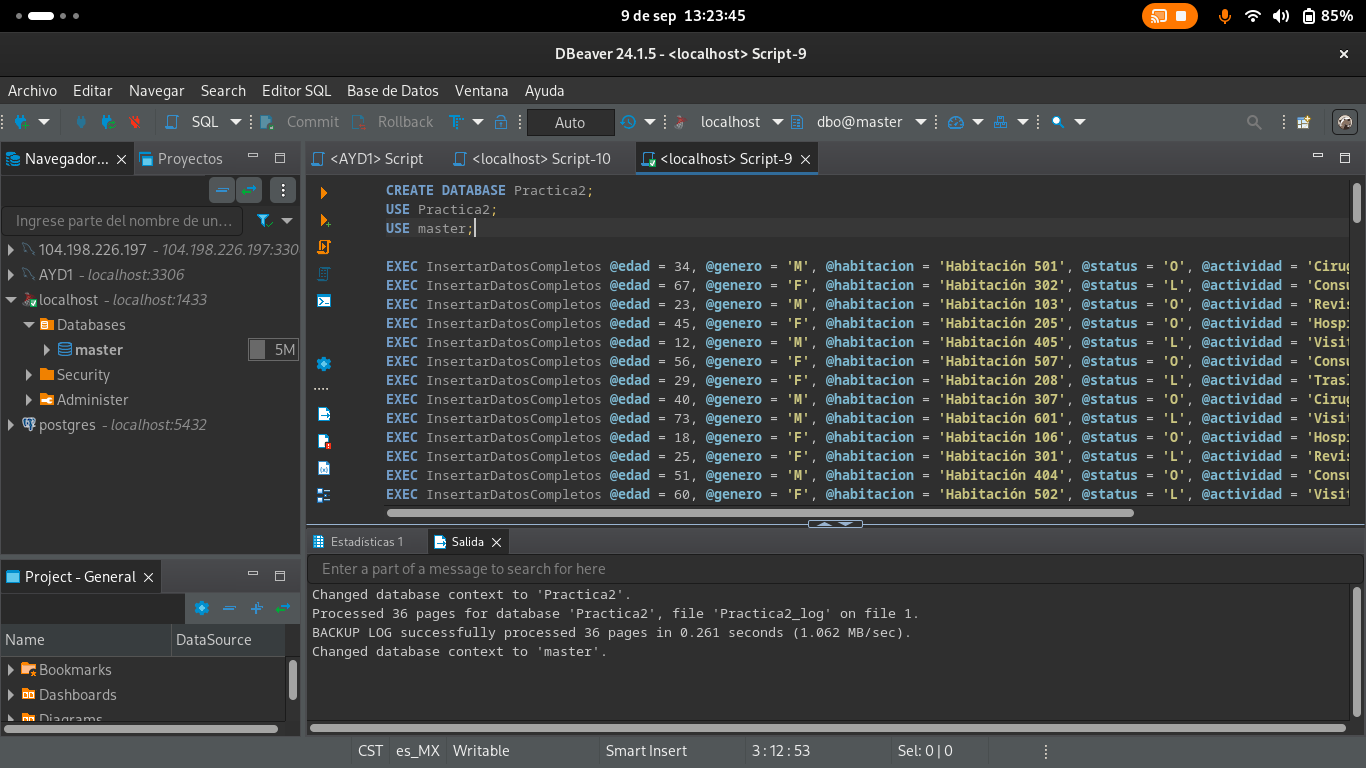 9 de sep 13:23:45
85%
DBeaver 24.1.5 - <localhost> Script-9
Archivo Editar Navegar Search Editor SQL Base de Datos Ventana Ayuda
SQL Commit Rollback Auto localhost dbo@master
Navegador... Proyectos
<AYD1> Script <localhost> Script-10 <localhost> Script-9
Ingrese parte del nombre de un...
104.198.226.197 - 104.198.226.197:330
AYD1 - localhost:3306
localhost - localhost:1433
Databases
master 5M
Security
Administer
postgres - localhost:5432
CREATE DATABASE Practica2;
USE Practica2;
USE master;
EXEC InsertarDatosCompletos @edad = 34, @genero = 'M', @habitacion = 'Habitación 501', @status = 'O', @actividad = 'Cirug
EXEC InsertarDatosCompletos @edad = 67, @genero = 'F', @habitacion = 'Habitación 302', @status = 'L', @actividad = 'Consu
EXEC InsertarDatosCompletos @edad = 23, @genero = 'M', @habitacion = 'Habitación 103', @status = 'O', @actividad = 'Revis
EXEC InsertarDatosCompletos @edad = 45, @genero = 'F', @habitacion = 'Habitación 205', @status = 'O', @actividad = 'Hospi
EXEC InsertarDatosCompletos @edad = 12, @genero = 'M', @habitacion = 'Habitación 405', @status = 'L', @actividad = 'Visit
EXEC InsertarDatosCompletos @edad = 56, @genero = 'F', @habitacion = 'Habitación 507', @status = 'O', @actividad = 'Consu
EXEC InsertarDatosCompletos @edad = 29, @genero = 'F', @habitacion = 'Habitación 208', @status = 'L', @actividad = 'Trasl
EXEC InsertarDatosCompletos @edad = 40, @genero = 'M', @habitacion = 'Habitación 307', @status = 'O', @actividad = 'Cirug
EXEC InsertarDatosCompletos @edad = 73, @genero = 'M', @habitacion = 'Habitación 601', @status = 'L', @actividad = 'Visit
EXEC InsertarDatosCompletos @edad = 18, @genero = 'F', @habitacion = 'Habitación 106', @status = 'O', @actividad = 'Hospi
EXEC InsertarDatosCompletos @edad = 25, @genero = 'F', @habitacion = 'Habitación 301', @status = 'L', @actividad = 'Revis
EXEC InsertarDatosCompletos @edad = 51, @genero = 'M', @habitacion = 'Habitación 404', @status = 'O', @actividad = 'Consu
EXEC InsertarDatosCompletos @edad = 60, @genero = 'F', @habitacion = 'Habitación 502', @status = 'L', @actividad = 'Visit
Project - General
Name DataSource
Bookmarks
Dashboards
Diagrams
Estadísticas 1 Salida
Enter a part of a message to search for here
Changed database context to 'Practica2'.
Processed 36 pages for database 'Practica2', file 'Practica2_log' on file 1.
BACKUP LOG successfully processed 36 pages in 0.261 seconds (1.062 MB/sec).
Changed database context to 'master'.
CST es_MX Writable Smart Insert 3 : 12 : 53 Sel: 0 | 0